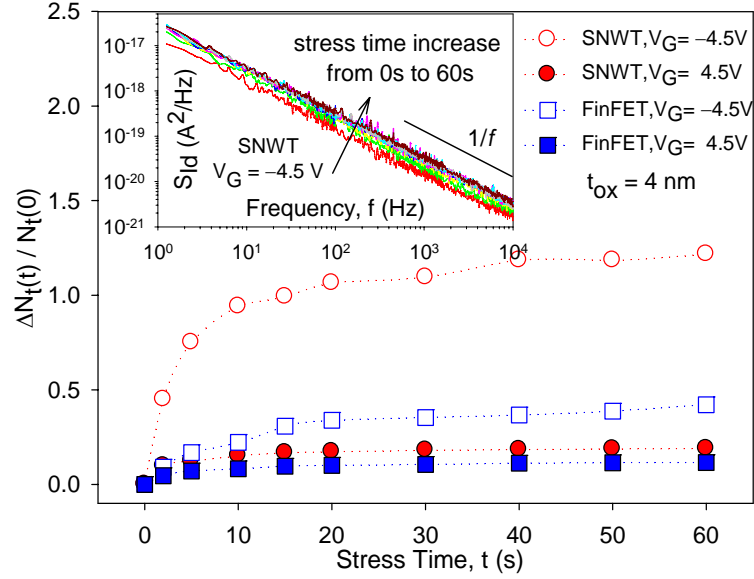 2.5
2.0
1.5
1.0
0.5
0.0
ΔNt(t) / Nt(0)
0 10 20 30 40 50 60
Stress Time, t (s)
SNWT,VG= −4.5V
SNWT,VG= 4.5V
FinFET,VG= −4.5V
FinFET,VG= 4.5V
tox = 4 nm
10-17
10-18
10-19
10-20
10-21
SId (A2/Hz)
100 101 102 103 104
Frequency, f (Hz)
stress time increase
from 0s to 60s
SNWT
VG = −4.5 V
1/f